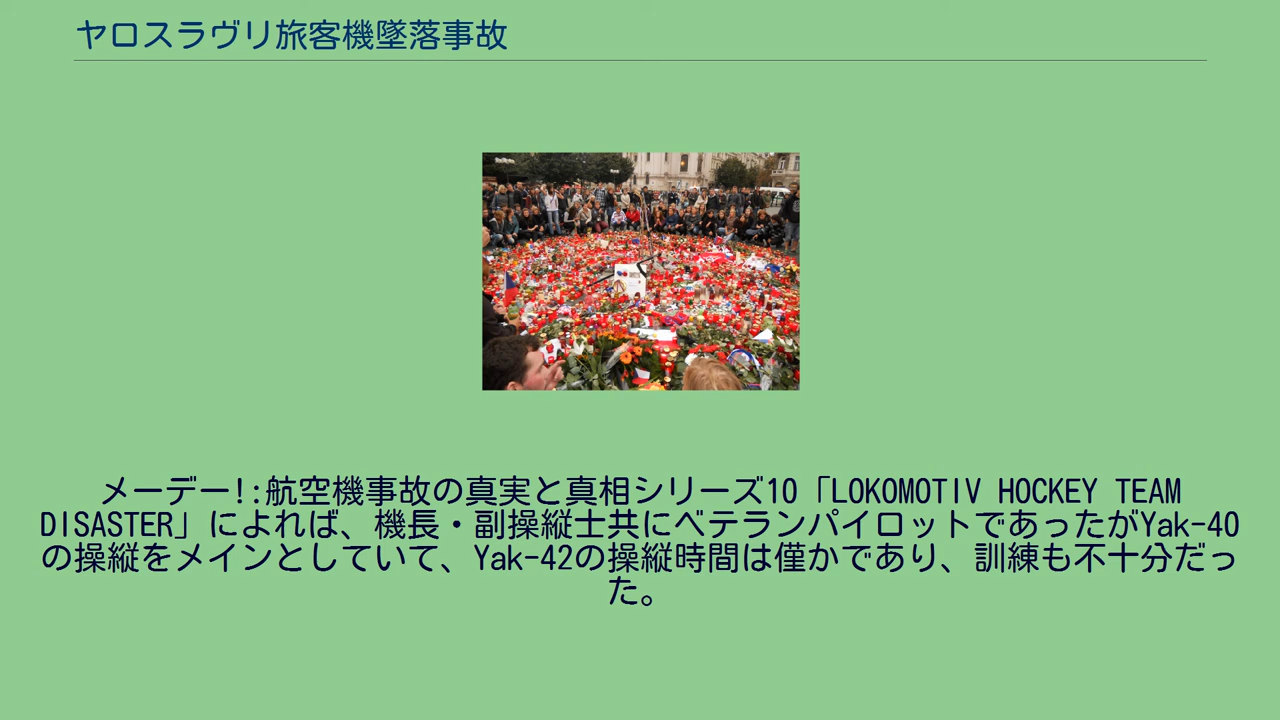 ヤロスラヴリ旅客機墜落事故
メーデー!:航空機事故の真実と真相シリーズ10「LOKOMOTIV HOCKEY TEAM
DISASTER」によれば、機長・副操縦士共にベテランパイロットであったがYak-40
の操縦をメインとしていて、Yak-42の操縦時間は僅かであり、訓練も不十分だっ
た。